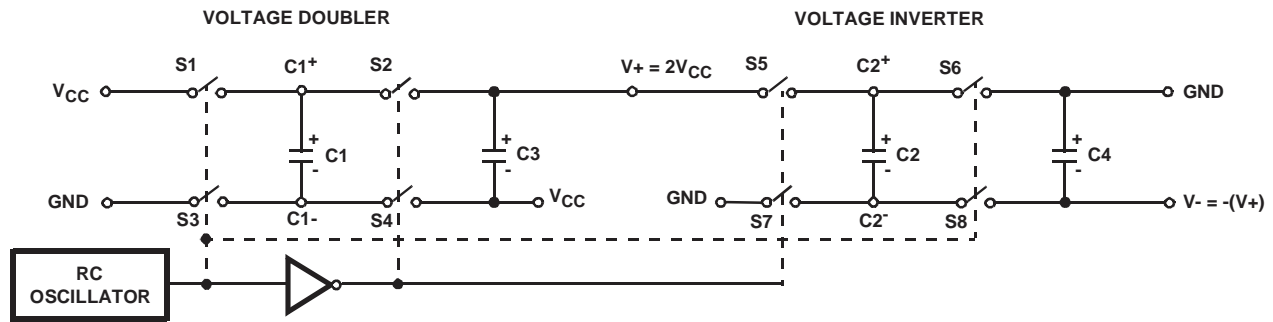 VOLTAGE DOUBLER
VOLTAGE INVERTER
S1 C1+ S2 V+ = 2VCC S5 C2+ S6
VCC GND
+ + + +
C1 C3 C2 C4
- - - -
GND VCC GND V- = -(V+)
S3 C1- S4 S7 C2- S8
RC
OSCILLATOR